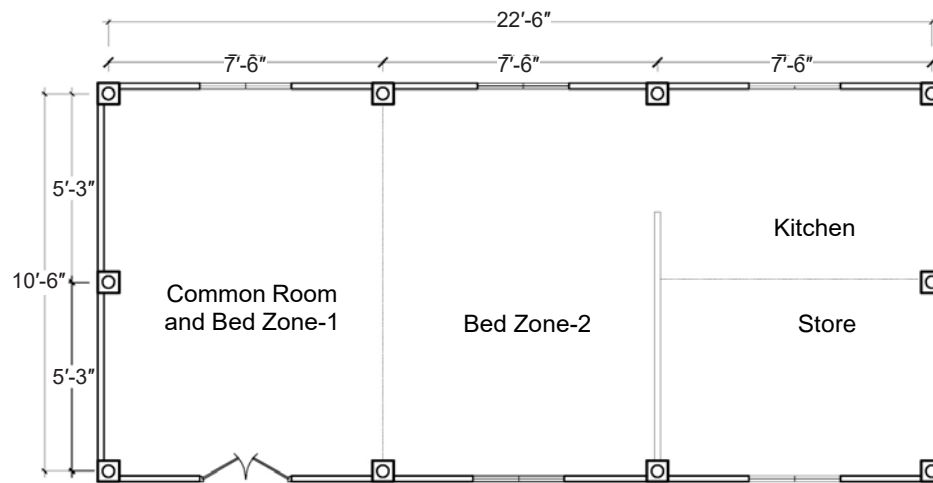 22′-6″
7′-6″ 7′-6″ 7′-6″
5′-3″
Kitchen
10′-6″
Common Room
and Bed Zone-1
Bed Zone-2
Store
5′-3″